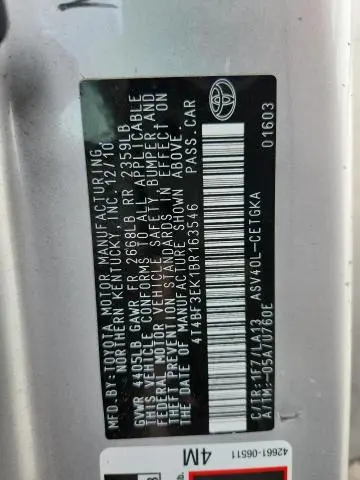 MFD BY: TOYOTA MOTOR MANUFACTURING,
NORTHERN KENTUCKY, INC. 12/10
GVWR 4405LB GAWR FR 2668LB RR 2359LB
THIS VEHICLE CONFORMS TO ALL APPLICABLE
FEDERAL MOTOR VEHICLE SAFETY, BUMPER, AND
THEFT PREVENTION STANDARDS IN EFFECT ON
THE DATE OF MANUFACTURE SHOWN ABOVE.
4T4BF3EK1BR163546 PASS.CAR
C/TR:1F7/LA13 ASV40L-CETGKA
A/TM:-05A/U760E 01603
42661-06511
4M